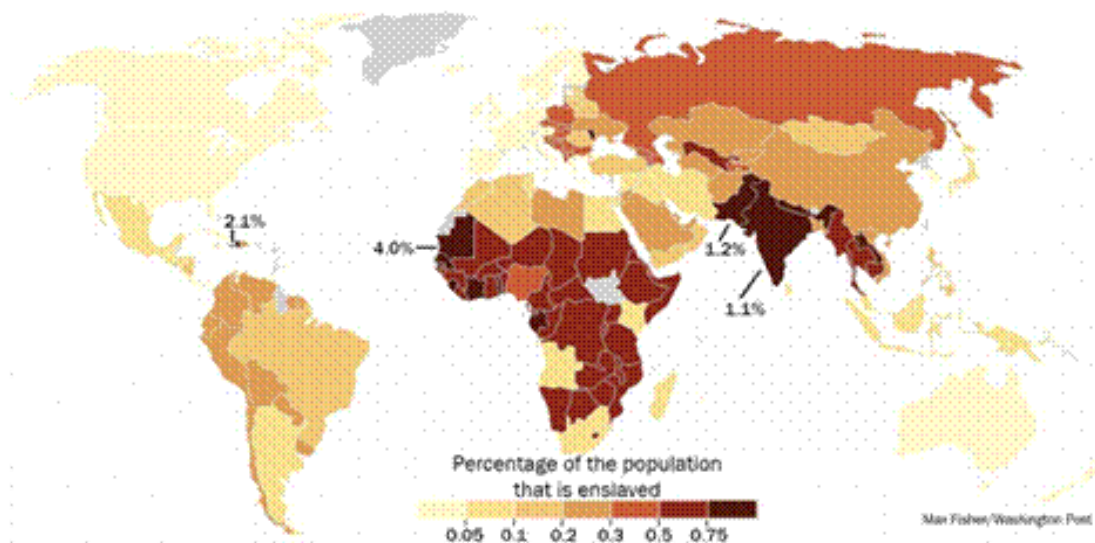 2.1%
4.0%
1.2%
1.1%
Percentage of the population
that is enslaved
0.05 0.1 0.2 0.3 0.5 0.75
Max Fisher/Washington Post